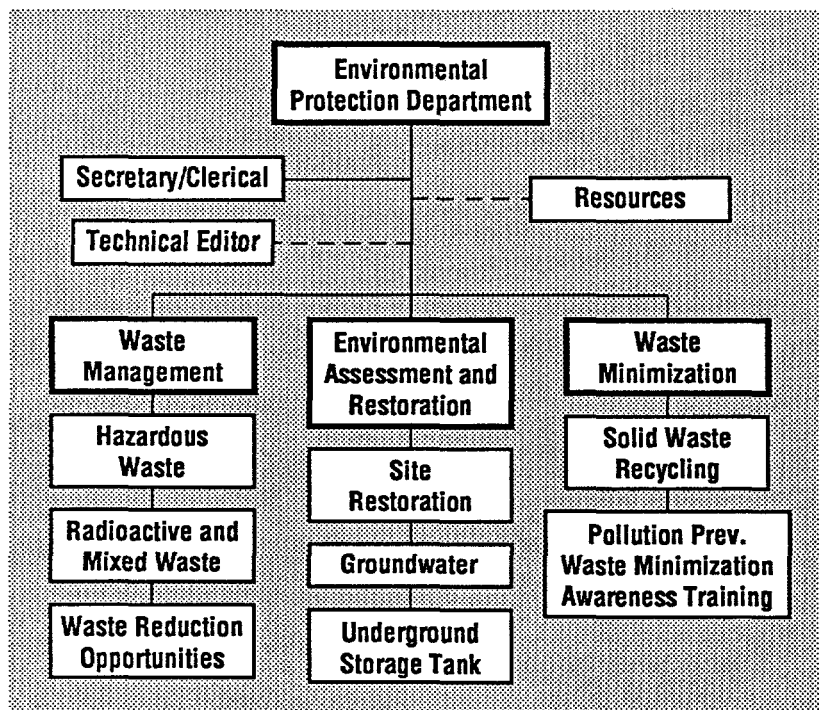 Environmental
Protection Department
Secretary/Clerical
Resources
Technical Editor
Waste
Management
Hazardous
Waste
Radioactive and
Mixed Waste
Waste Reduction
Opportunities
Environmental
Assessment and
Restoration
Site
Restoration
Groundwater
Underground
Storage Tank
Waste
Minimization
Solid Waste
Recycling
Pollution Prev.
Waste Minimization
Awareness Training